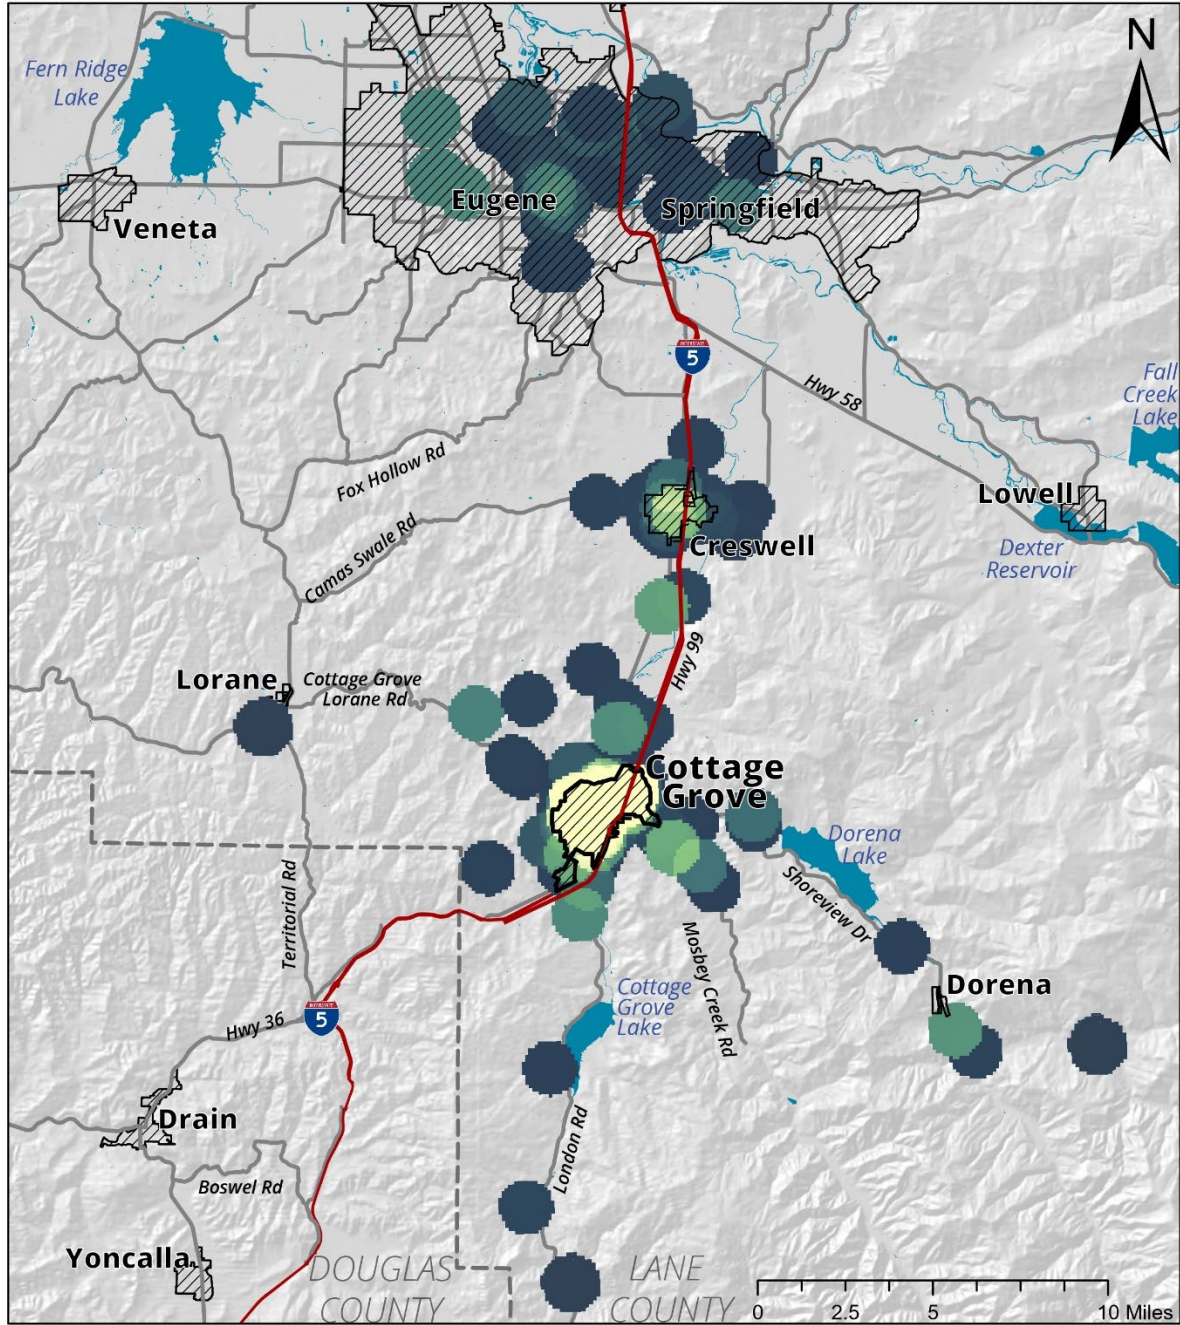 N
Fern Ridge
Lake
Veneta
Eugene
Springfield
INTERSTATE
5
Hwy 58
Fall
Creek
Lake
Fox Hollow Rd
Lowell
Camas Swale Rd
Creswell
Dexter
Reservoir
Hwy 99
Lorane
Cottage Grove
Lorane Rd
Cottage
Grove
Dorena
Lake
Territorial Rd
Shoreview Dr
Mosbey Creek Rd
Dorena
Cottage
Grove
Lake
INTERSTATE
5
Hwy 36
Drain
London Rd
Boswel Rd
Yoncalla
DOUGLAS
COUNTY
LANE
COUNTY
0 2.5 5 10 Miles